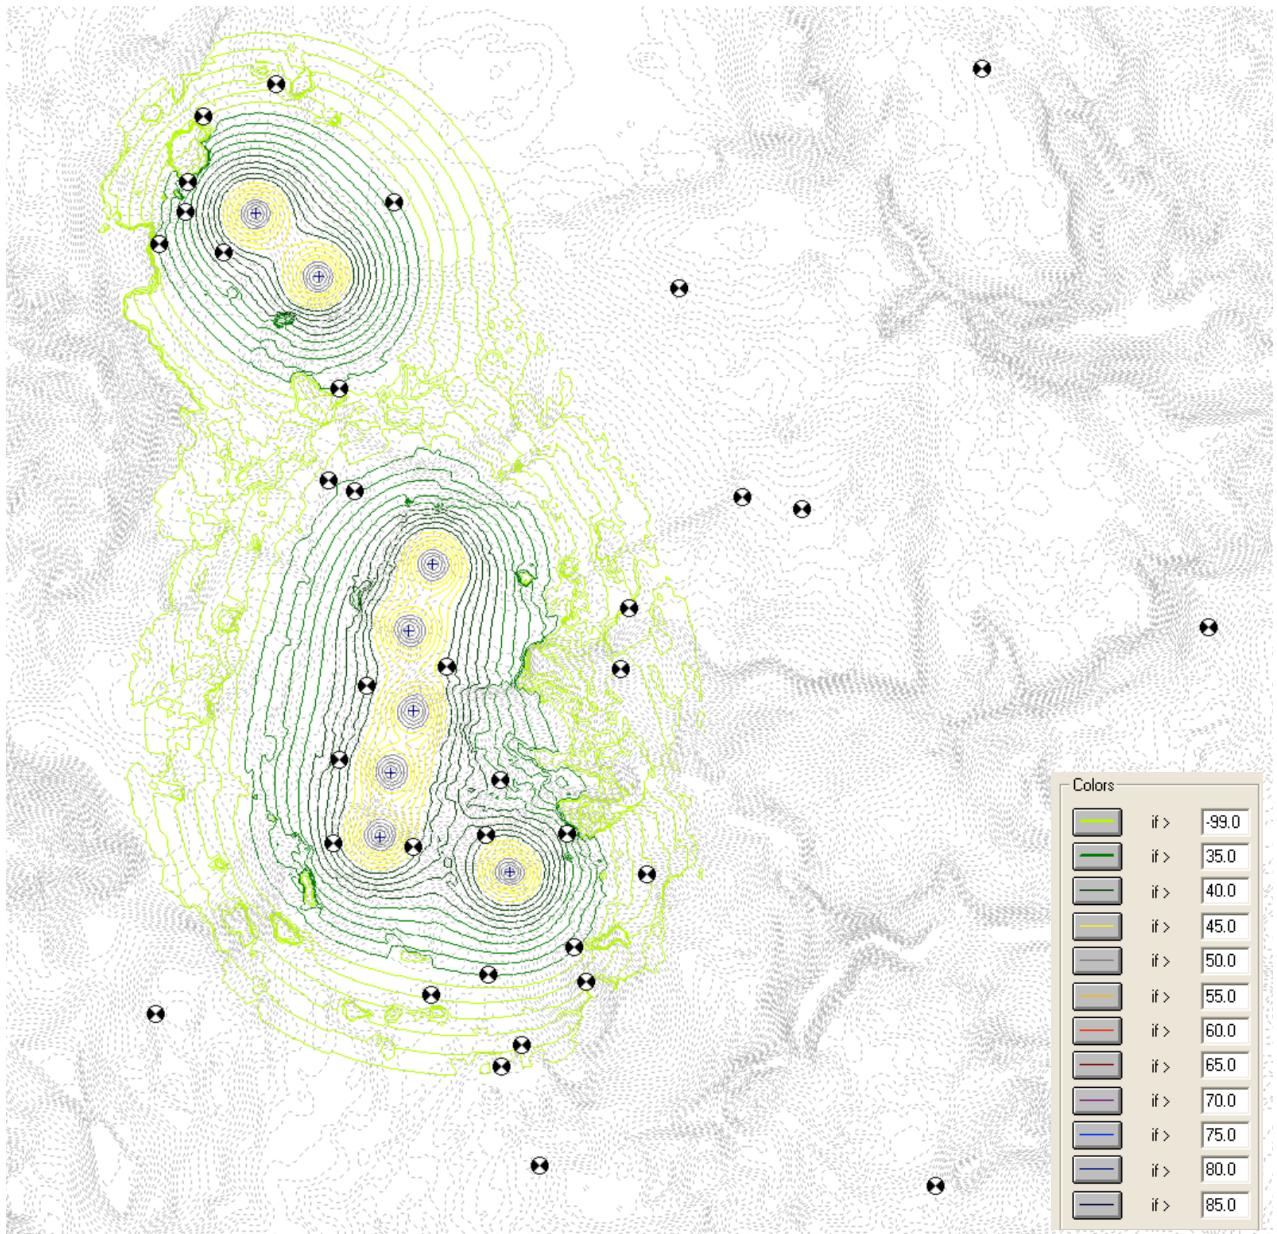 Colors
if > -99.0
if > 35.0
if > 40.0
if > 45.0
if > 50.0
if > 55.0
if > 60.0
if > 65.0
if > 70.0
if > 75.0
if > 80.0
if > 85.0